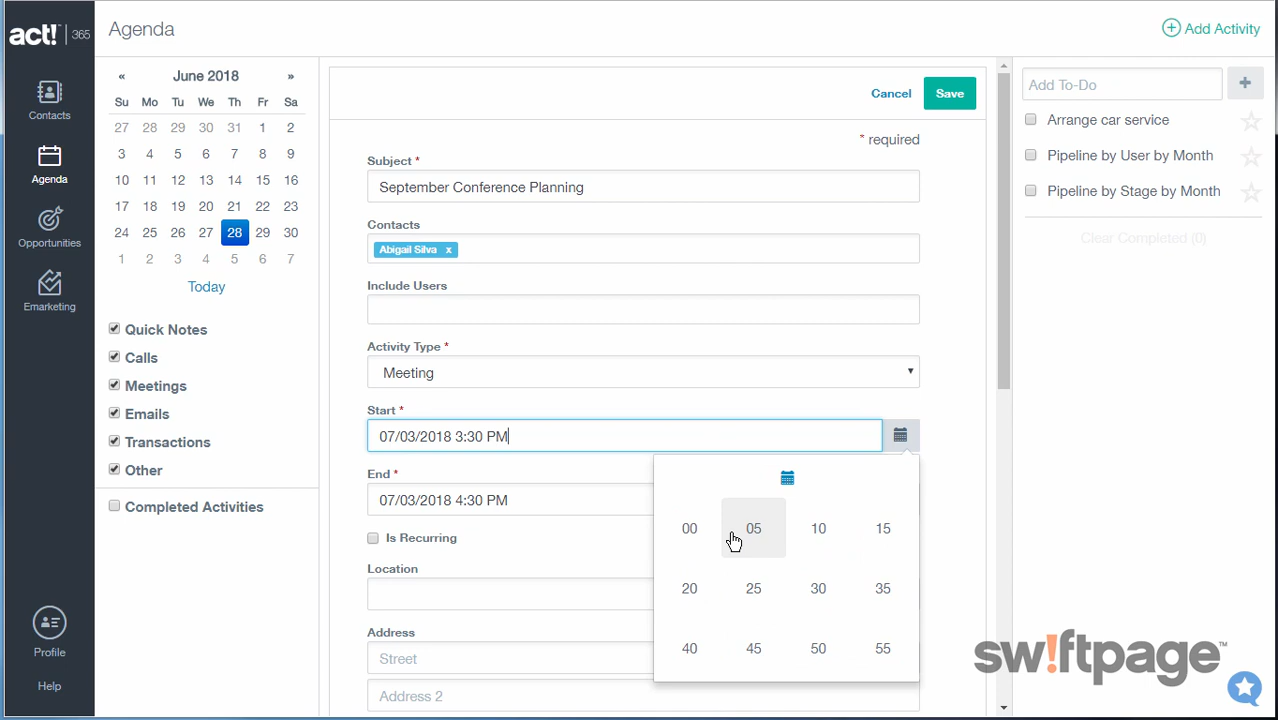 act! 365
Agenda
Add Activity
Contacts
Agenda
Opportunities
Emarketing
Profile
Help
« June 2018 »
Su Mo Tu We Th Fr Sa
27 28 29 30 31 1 2
3 4 5 6 7 8 9
10 11 12 13 14 15 16
17 18 19 20 21 22 23
24 25 26 27 28 29 30
1 2 3 4 5 6 7
Today
Quick Notes
Calls
Meetings
Emails
Transactions
Other
Completed Activities
Cancel Save
* required
Subject *
September Conference Planning
Contacts
Abigail Silva x
Include Users
Activity Type *
Meeting
Start *
07/03/2018 3:30 PM
End *
07/03/2018 4:30 PM
Is Recurring
Location
Address
Street
Address 2
00 05 10 15
20 25 30 35
40 45 50 55
Add To-Do +
Arrange car service
Pipeline by User by Month
Pipeline by Stage by Month
Clear Completed (0)
sw!ftpage™